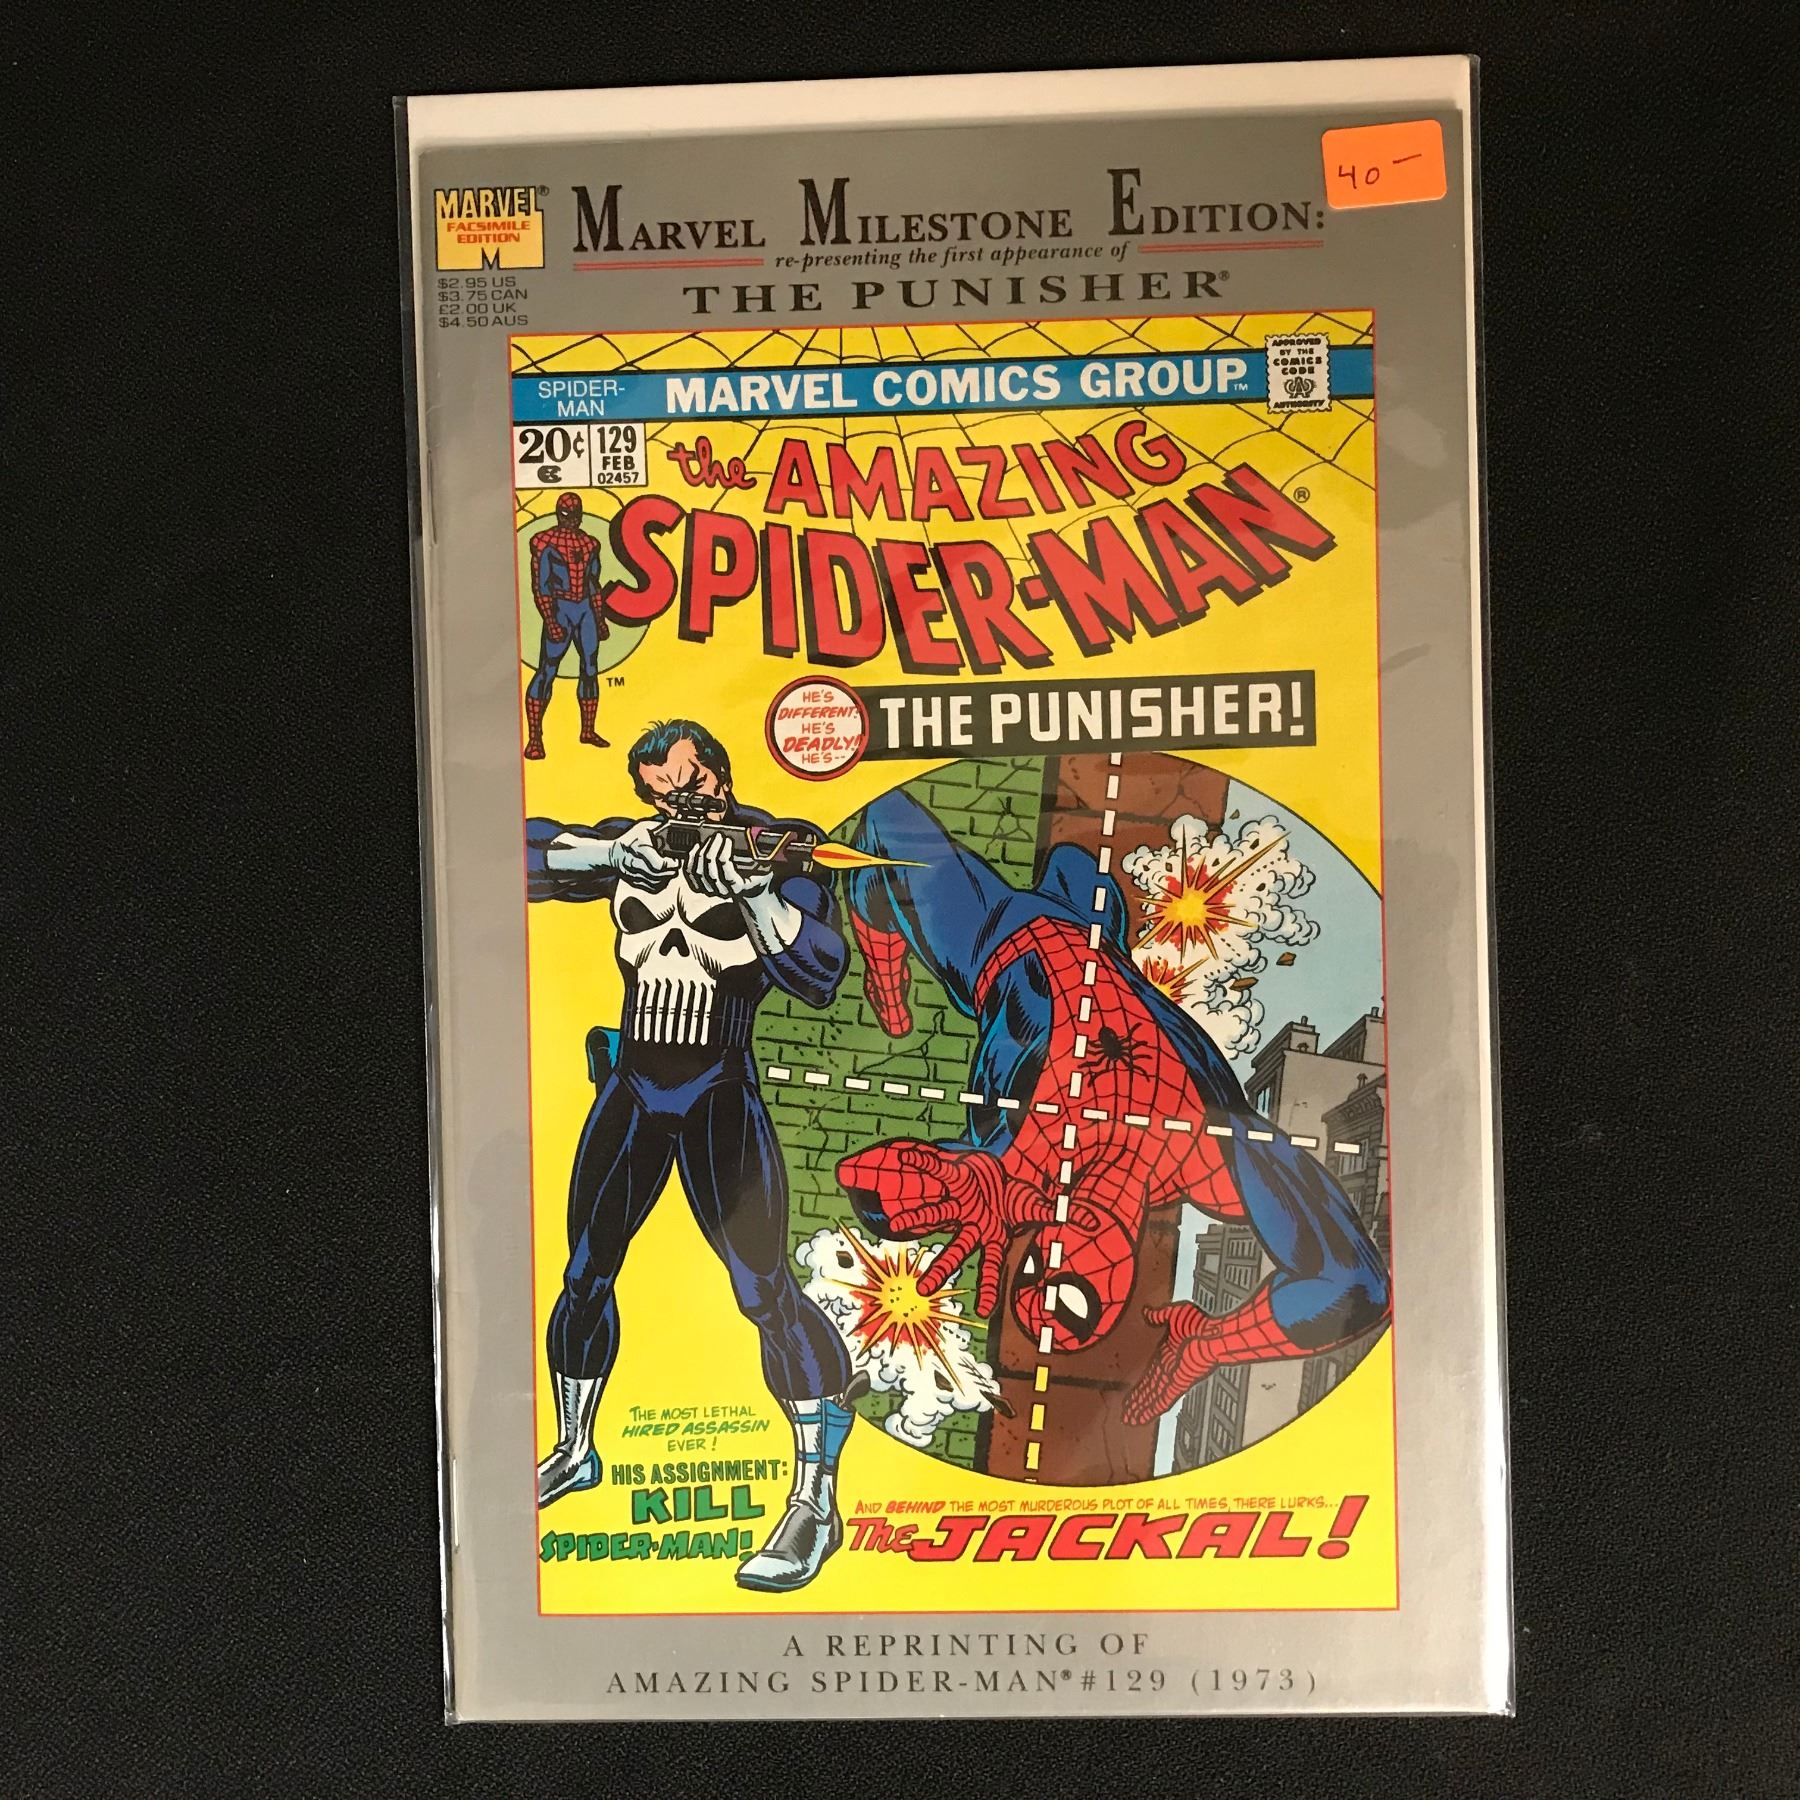 40-
MARVEL®
FACSIMILE
EDITION
M
$2.95 US
$3.75 CAN
£2.00 UK
$4.50 AUS
MARVEL MILESTONE EDITION:
re-presenting the first appearance of
THE PUNISHER®
SPIDER-
MAN
MARVEL COMICS GROUP™
APPROVED
BY THE
COMICS
CODE
AUTHORITY
20¢
129
FEB
02457
the AMAZING
SPIDER-MAN®
TM
HE'S
DIFFERENT!
HE'S
DEADLY!!
HE'S--
THE PUNISHER!
THE MOST LETHAL
HIRED ASSASSIN
EVER!
HIS ASSIGNMENT:
KILL
SPIDER-MAN!
AND BEHIND THE MOST MURDEROUS PLOT OF ALL TIMES, THERE LURKS...
THE JACKAL!
A REPRINTING OF
AMAZING SPIDER-MAN® #129 (1973)